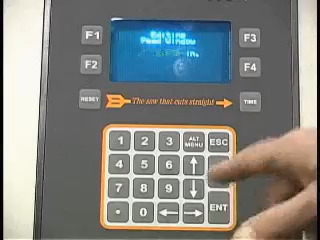 F1
F3
F2
F4
in.
RESET
The saw that cuts straight
TIME
1 2 3 ALT MENU ESC
4 5 6 ↑
7 8 9 ↓
. 0 ← → ENT